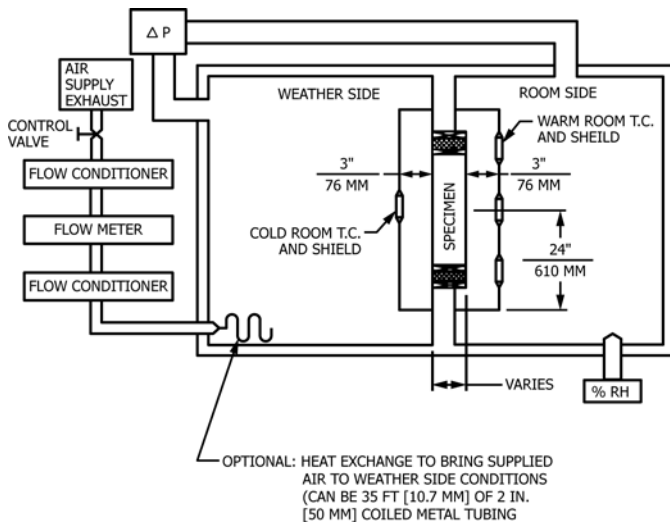 Δ P
AIR
SUPPLY
EXHAUST
WEATHER SIDE
ROOM SIDE
CONTROL
VALVE
WARM ROOM T.C.
AND SHEILD
FLOW CONDITIONER
3"
76 MM
3"
76 MM
SPECIMEN
FLOW METER
COLD ROOM T.C.
AND SHIELD
24"
610 MM
FLOW CONDITIONER
VARIES
% RH
OPTIONAL: HEAT EXCHANGE TO BRING SUPPLIED
AIR TO WEATHER SIDE CONDITIONS
(CAN BE 35 FT [10.7 MM] OF 2 IN.
[50 MM] COILED METAL TUBING